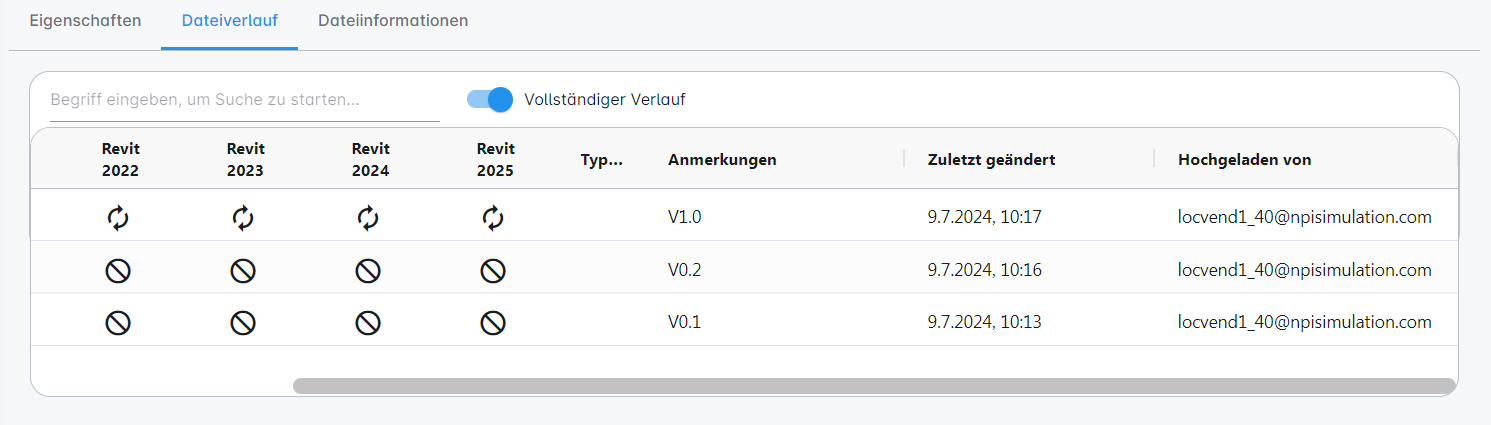 Eigenschaften Dateiverlauf Dateiinformationen
Begriff eingeben, um Suche zu starten... Vollständiger Verlauf
Revit 2022 Revit 2023 Revit 2024 Revit 2025 Typ... Anmerkungen Zuletzt geändert Hochgeladen von
V1.0 9.7.2024, 10:17 locvend1_40@npisimulation.com
V0.2 9.7.2024, 10:16 locvend1_40@npisimulation.com
V0.1 9.7.2024, 10:13 locvend1_40@npisimulation.com